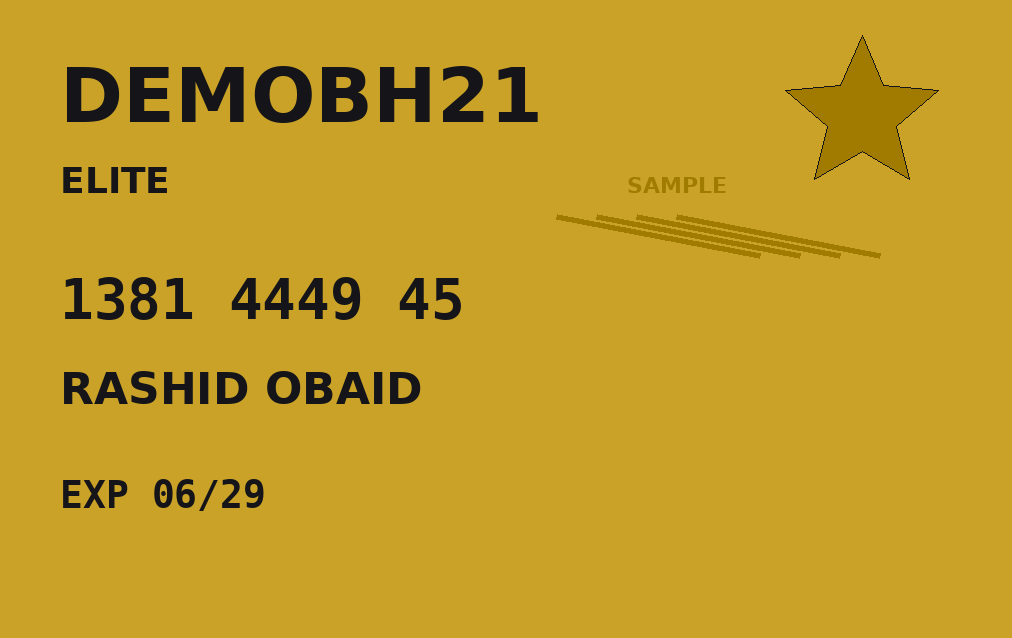 DEMOBH21
ELITE
SAMPLE
1381 4449 45
RASHID OBAID
EXP 06/29